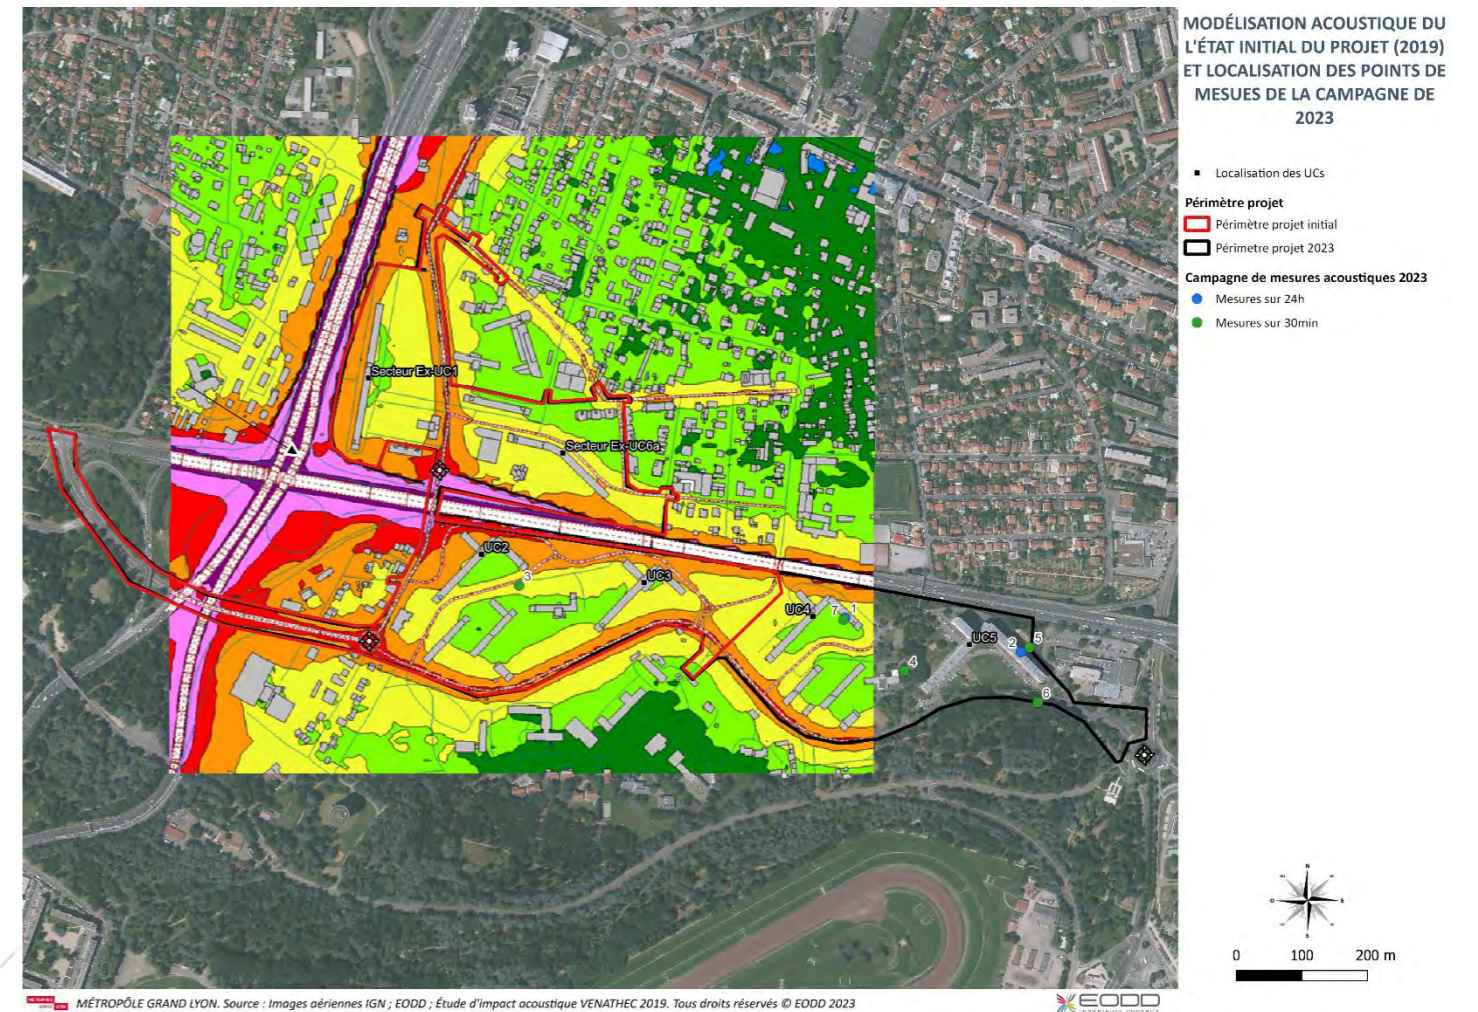 MODÉLISATION ACOUSTIQUE DU
L'ÉTAT INITIAL DU PROJET (2019)
ET LOCALISATION DES POINTS DE
MESUES DE LA CAMPAGNE DE
2023
Localisation des UCs
Périmètre projet
Périmètre projet initial
Périmetre projet 2023
Campagne de mesures acoustiques 2023
Mesures sur 24h
Mesures sur 30min
Secteur Ex-UC1
Secteur Ex-UC6a
UC2
3
UC3
UC4
7 1
UC5
2
5
4
6
N
O E
S
0 100 200 m
MÉTROPOLE GRAND LYON. Source : Images aériennes IGN ; EODD ; Étude d'impact acoustique VENATHEC 2019. Tous droits réservés © EODD 2023
EODD